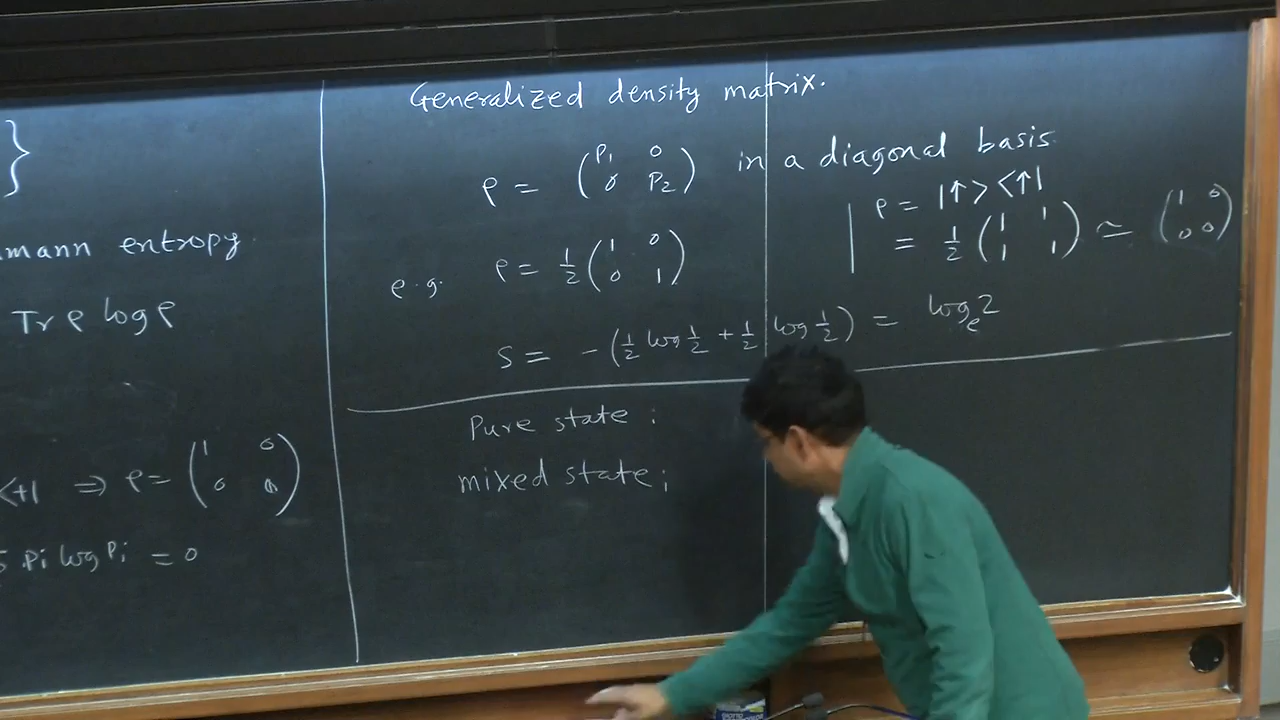 }
mann entropy
Tr ρ log ρ
<+| ⇒ ρ = (1 0
0 0)
Pi log Pi = 0
Generalized density matrix.
ρ = (P1 0
0 P2) in a diagonal basis
e.g. ρ = 1/2 (1 0
0 1)
ρ = |↑> <↑|
= 1/2 (1 1
1 1) ≃ (1 0
0 0)
S = -(1/2 log 1/2 + 1/2 log 1/2) = log_e 2
Pure state :
mixed state ;